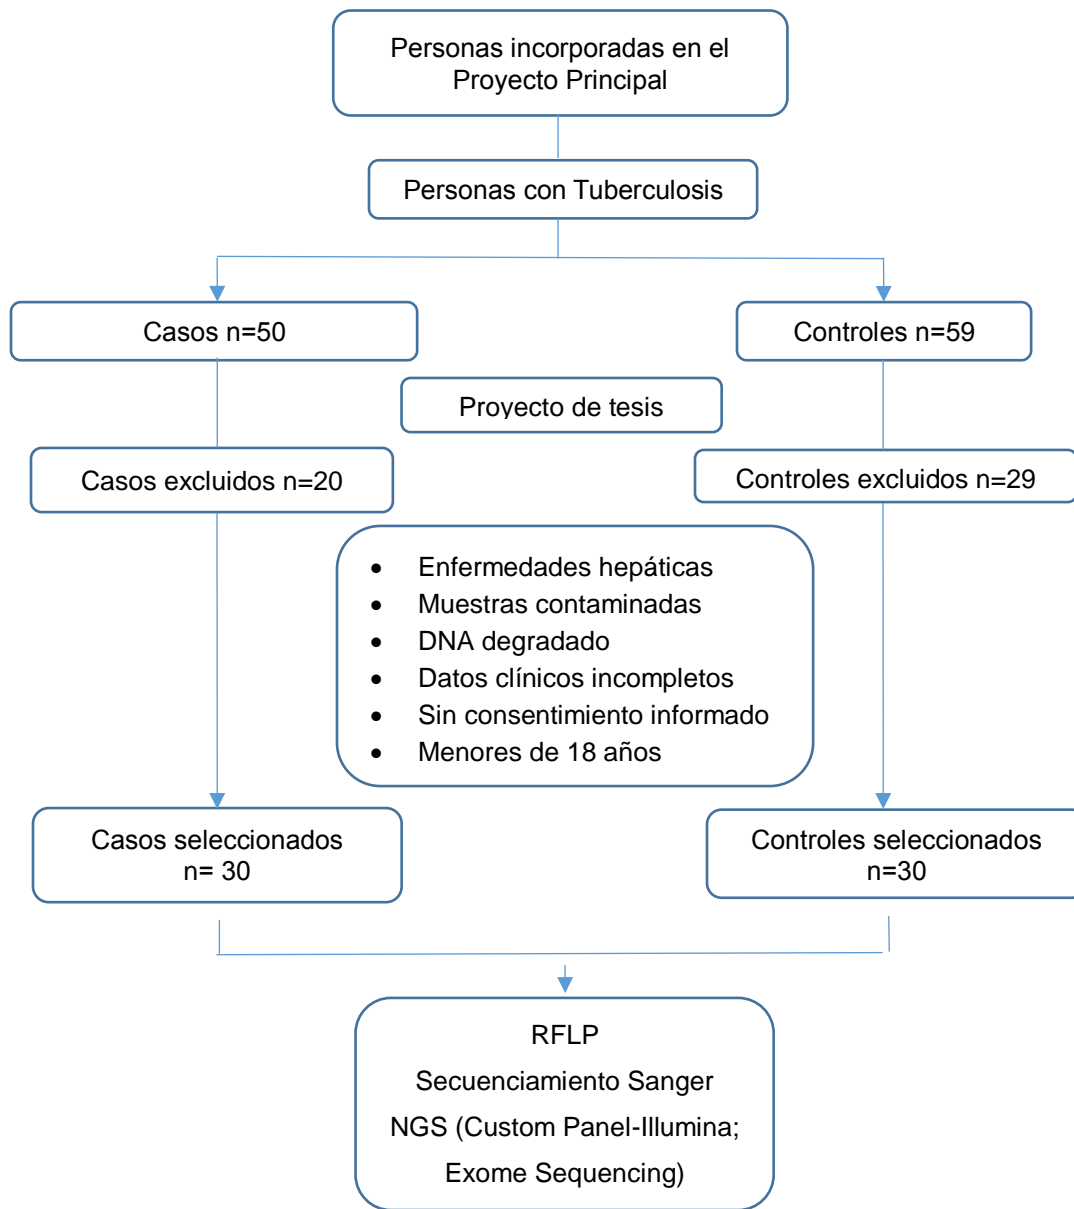 Personas incorporadas en el
Proyecto Principal
Personas con Tuberculosis
Casos n=50
Controles n=59
Proyecto de tesis
Casos excluidos n=20
Controles excluidos n=29
• Enfermedades hepáticas
• Muestras contaminadas
• DNA degradado
• Datos clínicos incompletos
• Sin consentimiento informado
• Menores de 18 años
Casos seleccionados
n= 30
Controles seleccionados
n=30
RFLP
Secuenciamiento Sanger
NGS (Custom Panel-Illumina;
Exome Sequencing)